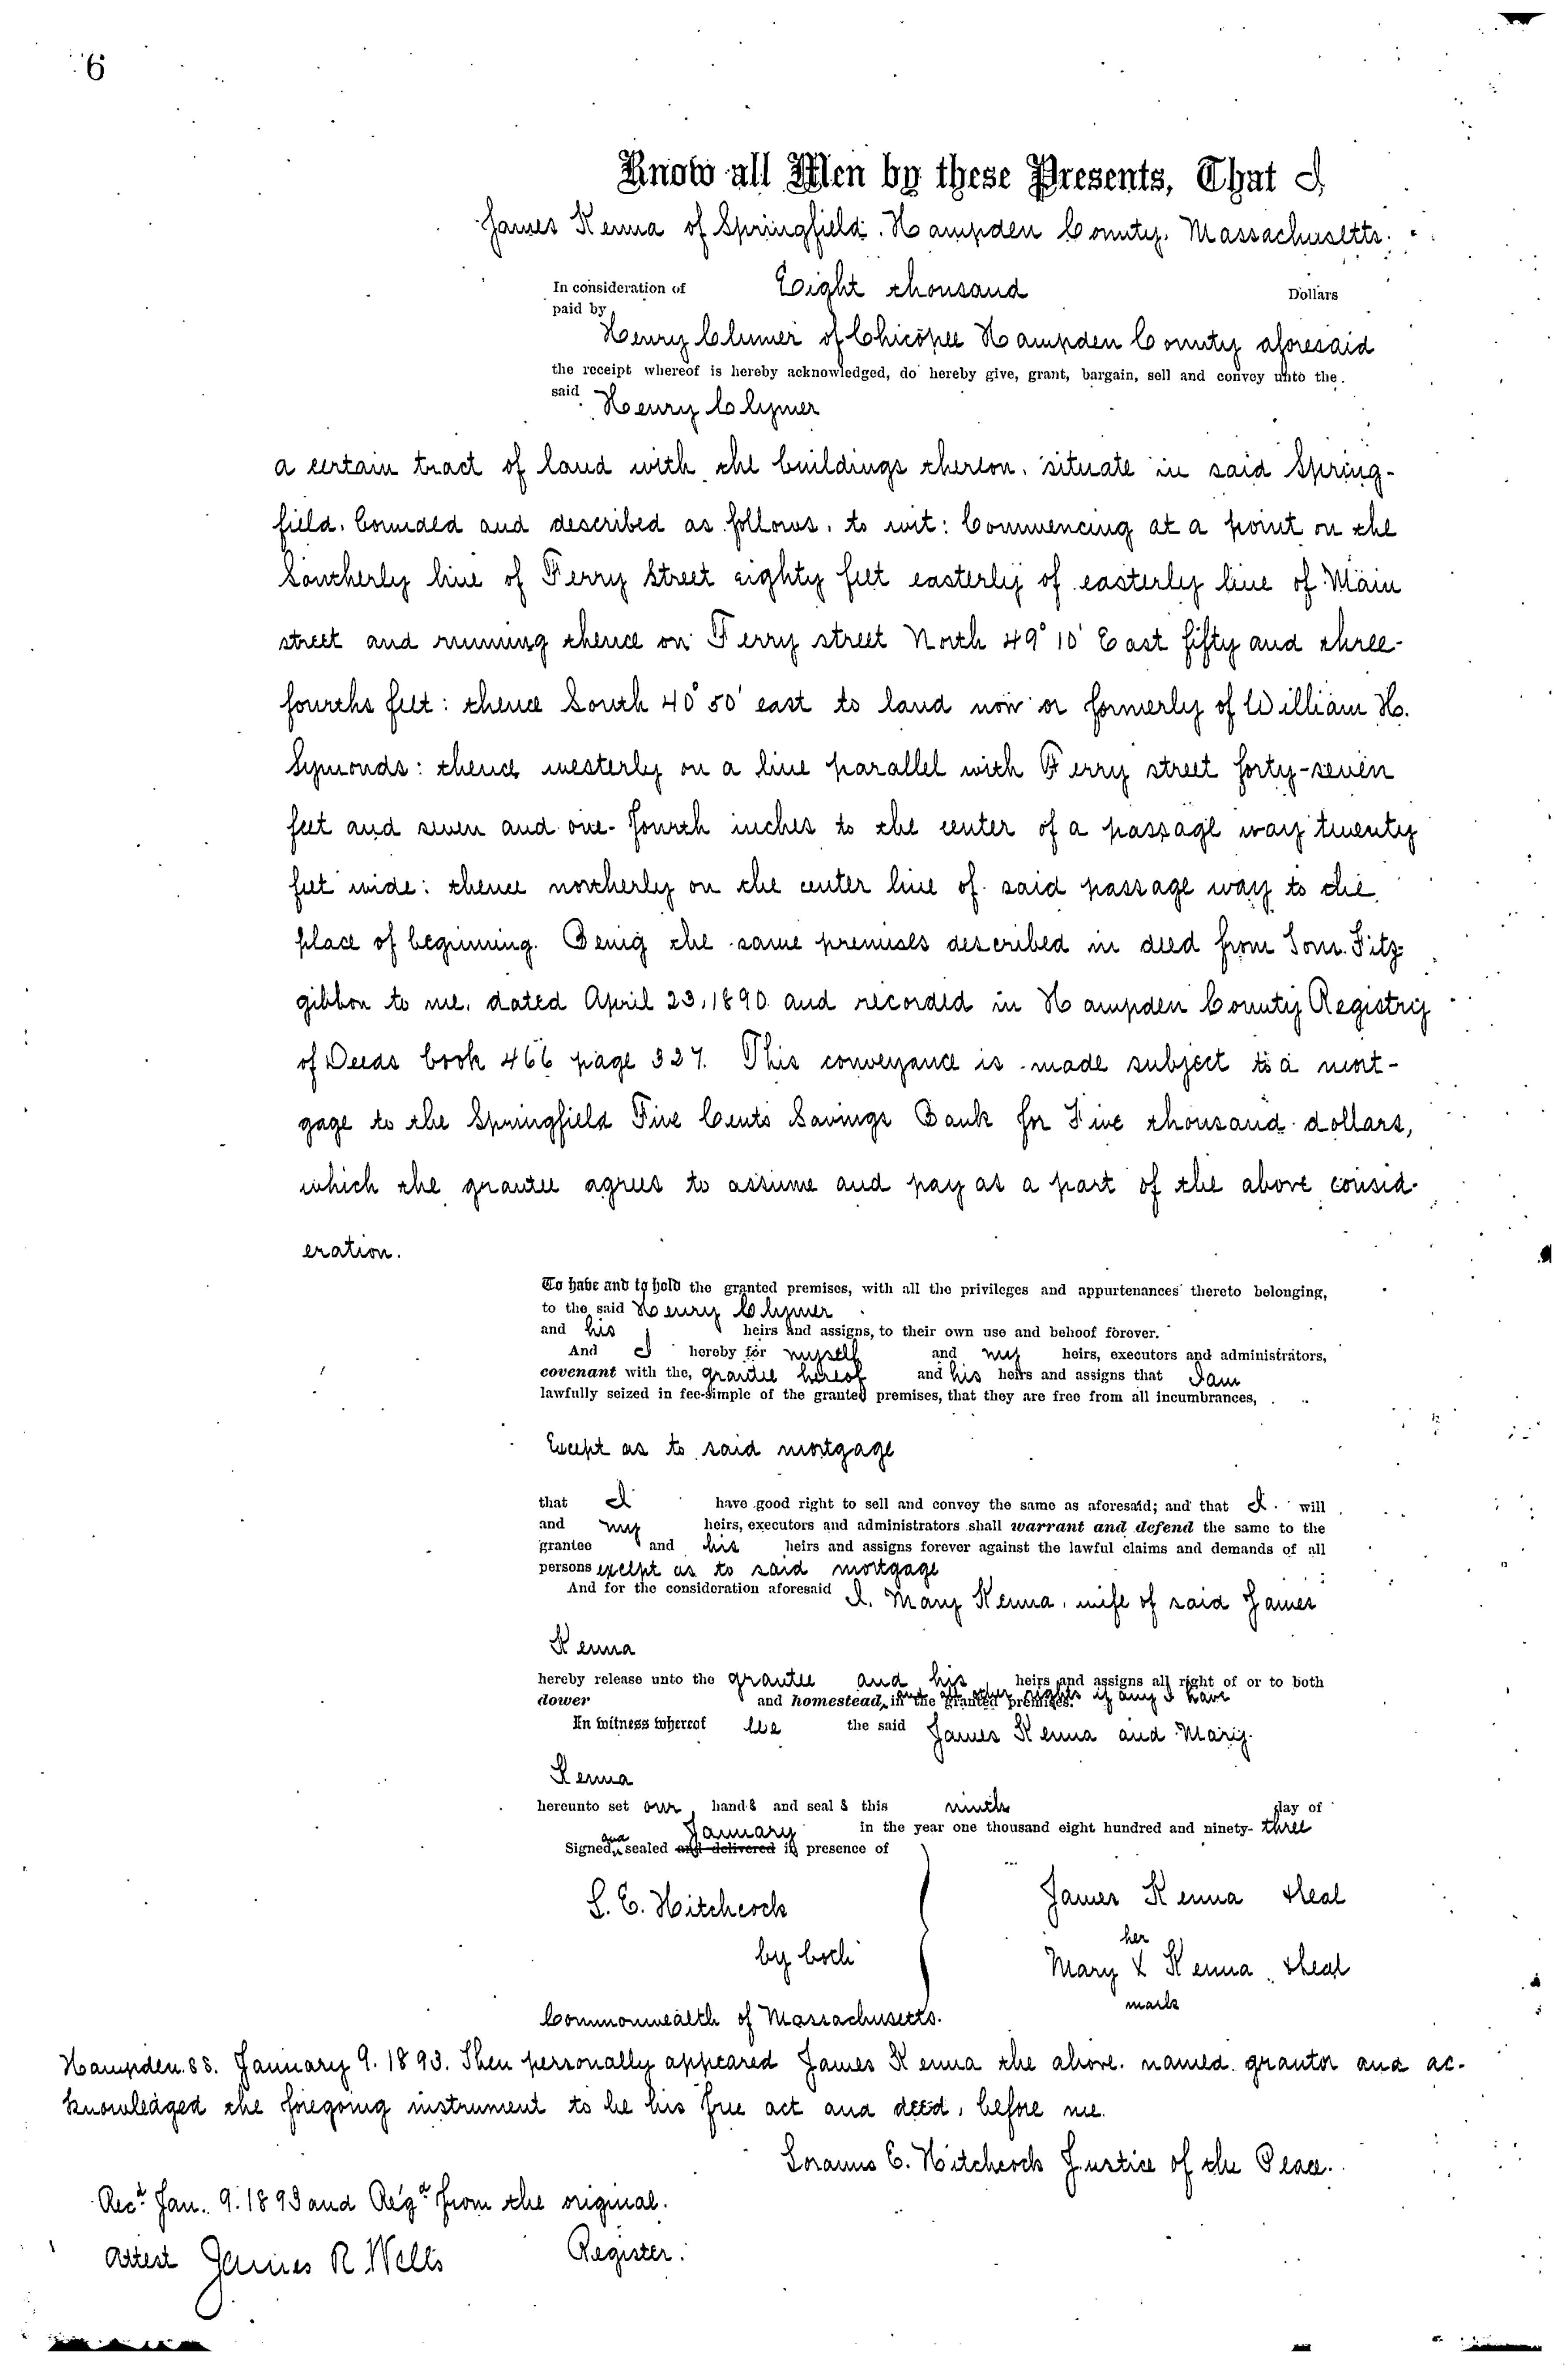 6
Know all Men by these Presents, That I
James Kenna of Springfield, Hampden County, Massachusetts.
In consideration of Eight thousand Dollars
paid by
Henry Clymer of Chicopee Hampden County aforesaid
the receipt whereof is hereby acknowledged, do hereby give, grant, bargain, sell and convey unto the
said Henry Clymer
a certain tract of land with the buildings thereon, situate in said Spring-
field, bounded and described as follows, to wit: Commencing at a point on the
Southerly line of Ferry Street eighty feet easterly of easterly line of Main
street and running thence on Ferry street North 49° 10' East fifty and three-
fourths feet: thence South 40° 50' east to land now or formerly of William H.
Symonds: thence westerly on a line parallel with Ferry street forty-seven
feet and seven and one-fourth inches to the center of a passage way twenty
feet wide: thence northerly on the center line of said passage way to the
place of beginning. Being the same premises described in deed from Fitz-
gibbon to me, dated April 23, 1890 and recorded in Hampden County Registry
of Deeds book 466 page 327. This conveyance is made subject to a mort-
gage to the Springfield Five Cents Savings Bank for Five thousand dollars,
which the grantee agrees to assume and pay as a part of the above consid-
eration.
To have and to hold the granted premises, with all the privileges and appurtenances thereto belonging,
to the said Henry Clymer
and his heirs and assigns, to their own use and behoof forever.
And I hereby for myself and my heirs, executors and administrators,
covenant with the, grantee hereof and his heirs and assigns that I am
lawfully seized in fee-simple of the granted premises, that they are free from all incumbrances,
Except as to said mortgage
that I have good right to sell and convey the same as aforesaid; and that I will
and my heirs, executors and administrators shall warrant and defend the same to the
grantee and his heirs and assigns forever against the lawful claims and demands of all
persons except as to said mortgage
And for the consideration aforesaid I, Mary Kenna, wife of said James
Kenna
hereby release unto the grantee and his heirs and assigns all right of or to both
dower and homestead, and all other rights if any I have in the granted premises.
In witness whereof we the said James Kenna and Mary
Kenna
hereunto set our hands and seals this ninth day of
January in the year one thousand eight hundred and ninety-three
Signed and sealed and delivered in presence of
L. E. Hitchcock
by both
James Kenna Seal
her
Mary X Kenna Seal
mark
Commonwealth of Massachusetts.
Hampden. SS. January 9. 1893. Then personally appeared James Kenna the above named grantor and ac-
knowledged the foregoing instrument to be his free act and deed, before me.
Loranus E. Hitchcock Justice of the Peace.
Recd. Jan. 9. 1893 and Regd. from the original.
Attest James R. Wells Register.